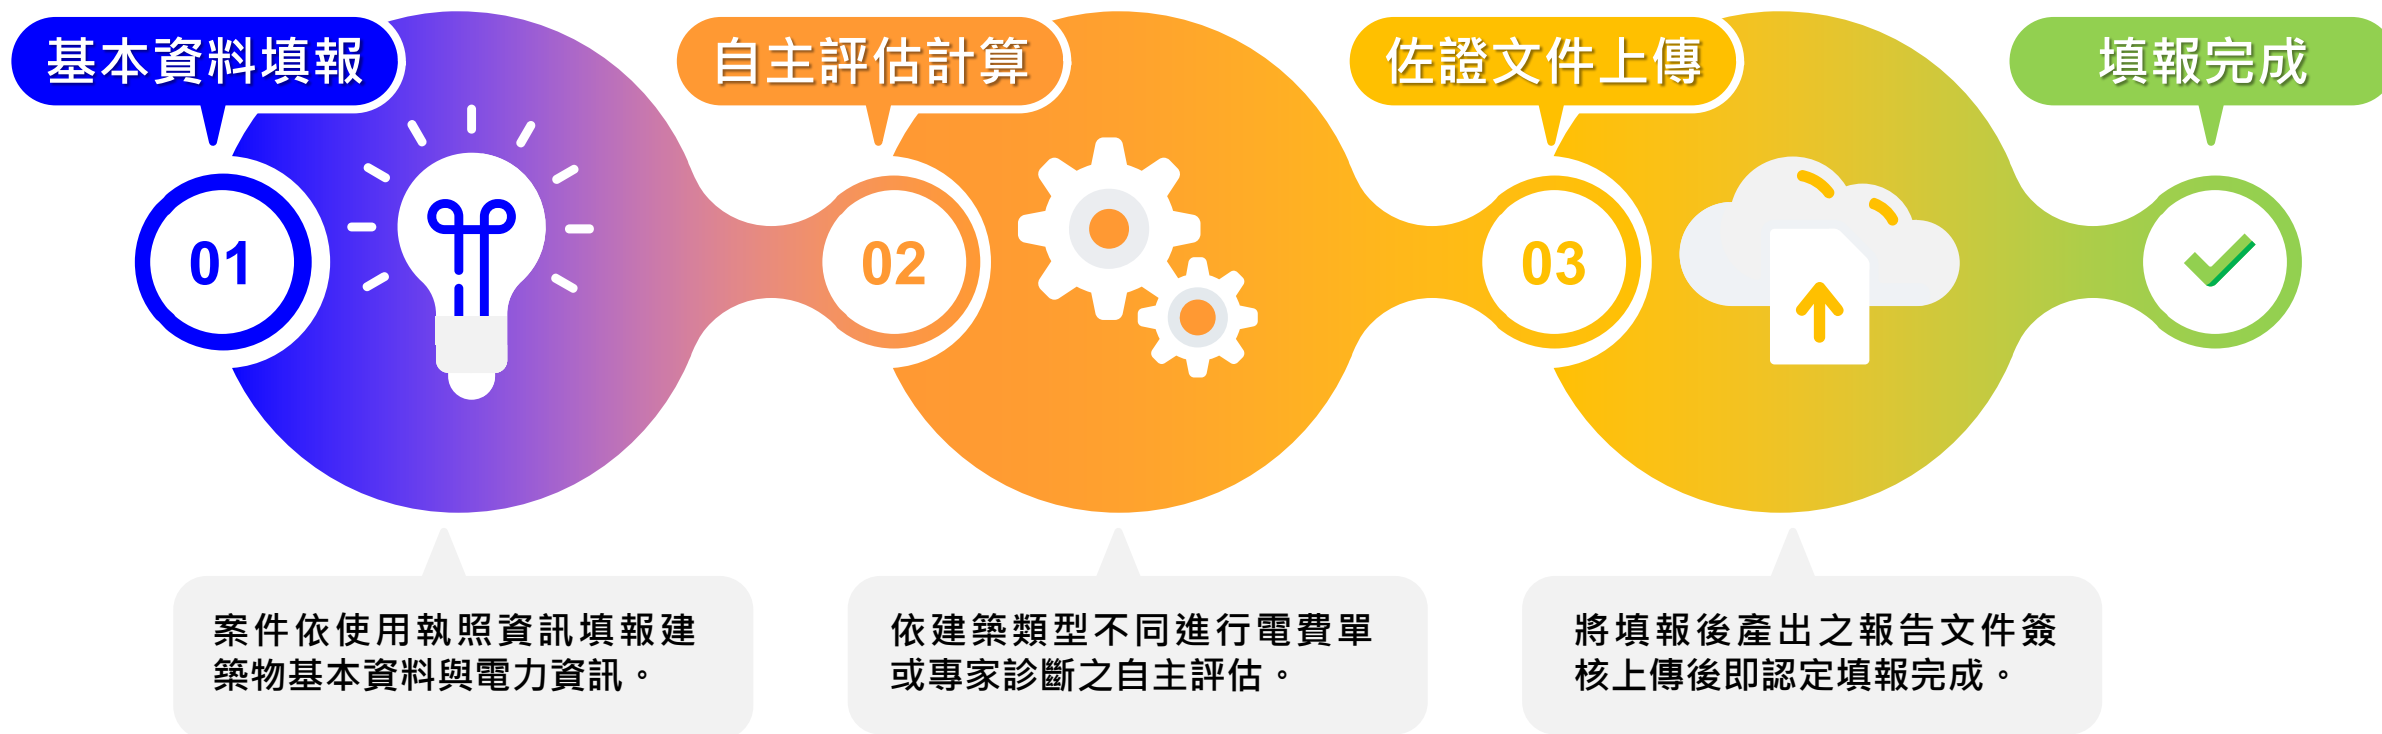 基本資料填報
自主評估計算
佐證文件上傳
填報完成
01
02
03
案件依使用執照資訊填報建
築物基本資料與電力資訊。
依建築類型不同進行電費單
或專家診斷之自主評估。
將填報後產出之報告文件簽
核上傳後即認定填報完成。